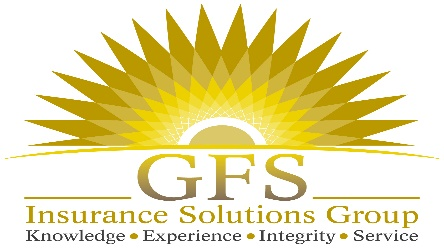 GFS
Insurance Solutions Group
Knowledge • Experience • Integrity • Service